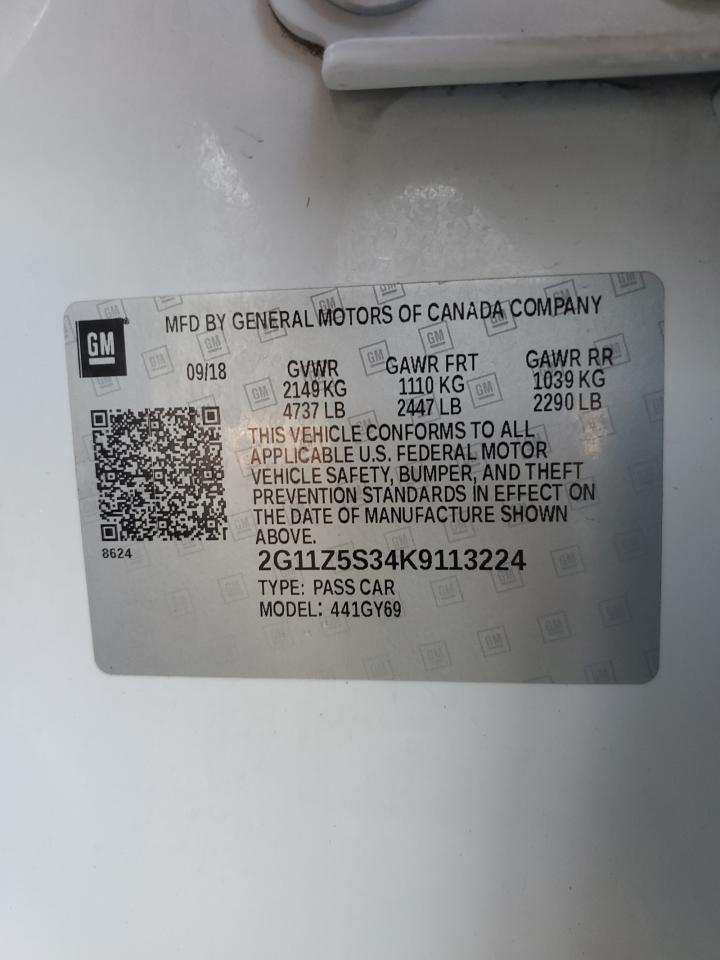 MFD BY GENERAL MOTORS OF CANADA COMPANY
GM
09/18 GVWR GAWR FRT GAWR RR
2149 KG 1110 KG 1039 KG
4737 LB 2447 LB 2290 LB
THIS VEHICLE CONFORMS TO ALL
APPLICABLE U.S. FEDERAL MOTOR
VEHICLE SAFETY, BUMPER, AND THEFT
PREVENTION STANDARDS IN EFFECT ON
THE DATE OF MANUFACTURE SHOWN
ABOVE.
8624
2G11Z5S34K9113224
TYPE: PASS CAR
MODEL: 441GY69